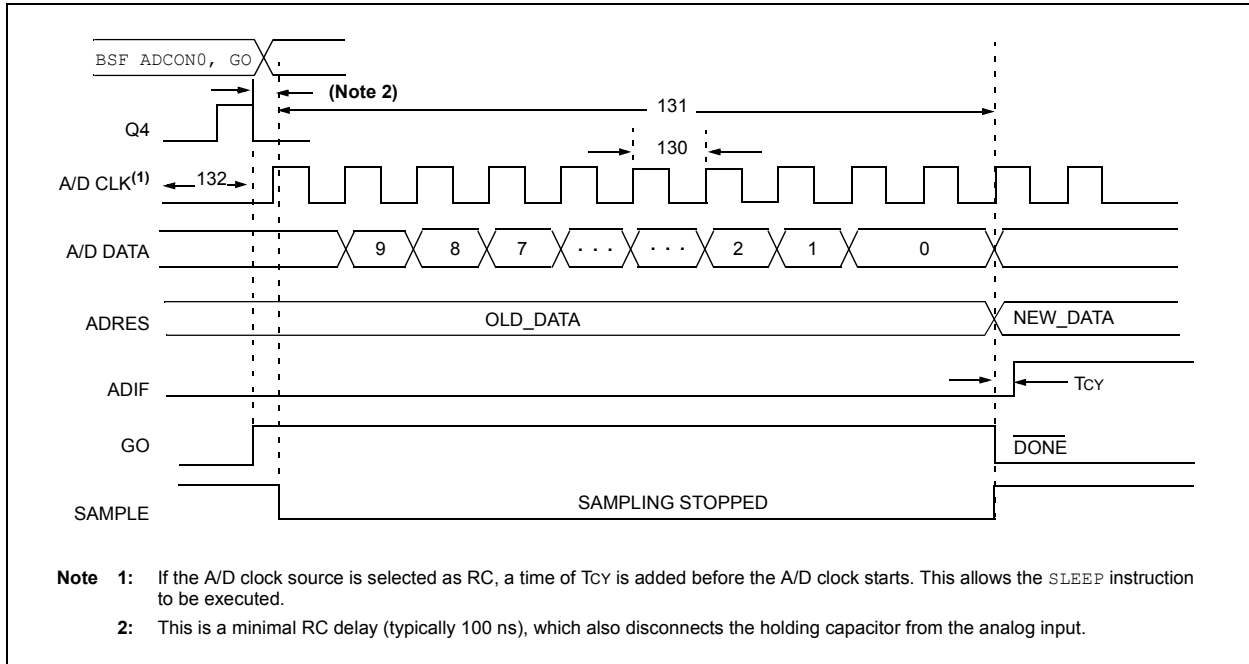 BSF ADCON0, GO
(Note 2)
131
Q4
130
A/D CLK(1)
132
A/D DATA
9 8 7 . . . . . . 2 1 0
ADRES
OLD_DATA
NEW_DATA
ADIF
TCY
GO
DONE
SAMPLE
SAMPLING STOPPED
Note 1: If the A/D clock source is selected as RC, a time of TCY is added before the A/D clock starts. This allows the SLEEP instruction
to be executed.
2: This is a minimal RC delay (typically 100 ns), which also disconnects the holding capacitor from the analog input.